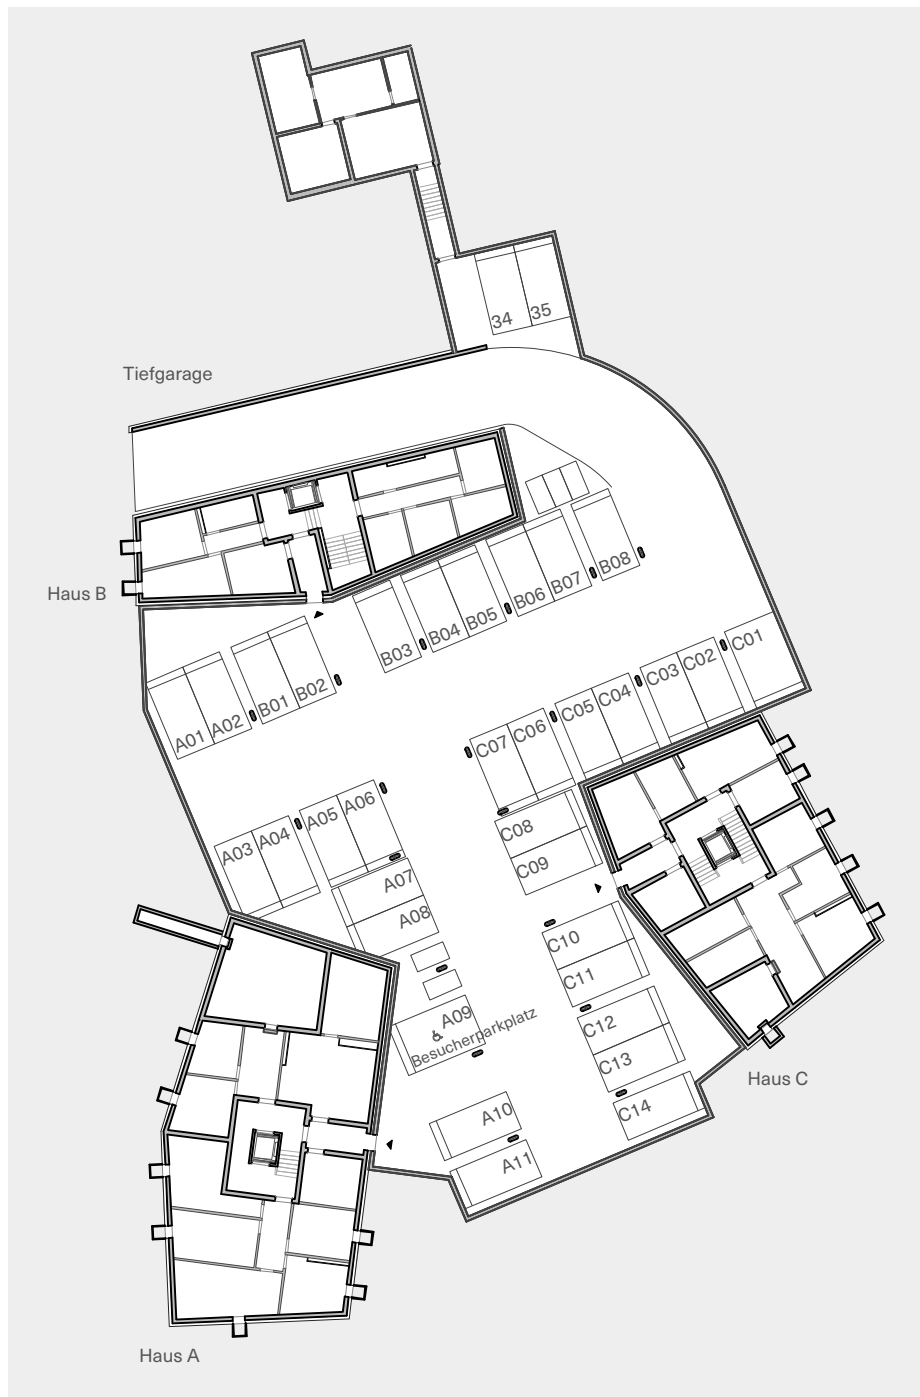 34
35
Tiefgarage
B08
B07
B06
B05
B04
B03
Haus B
C01
C02
C03
C04
C05
C06
C07
B02
B01
A02
A01
A06
A05
A04
A03
C08
C09
A07
A08
C10
C11
A09
Besucherparkplatz
C12
C13
Haus C
C14
A10
A11
Haus A